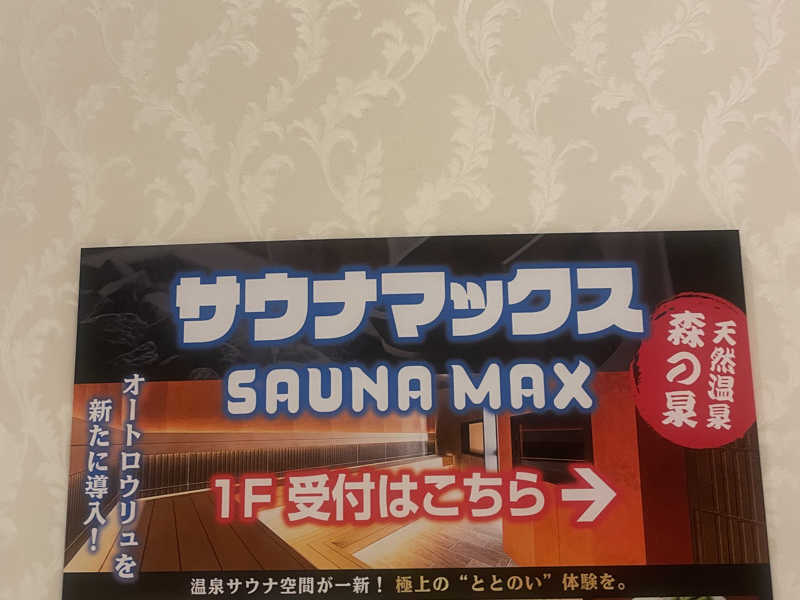 サウナマックス
SAUNA MAX
天然温泉
森の泉
オートロウリュを
新たに導入！
1F 受付はこちら→
温泉サウナ空間が一新！極上の“ととのい”体験を。